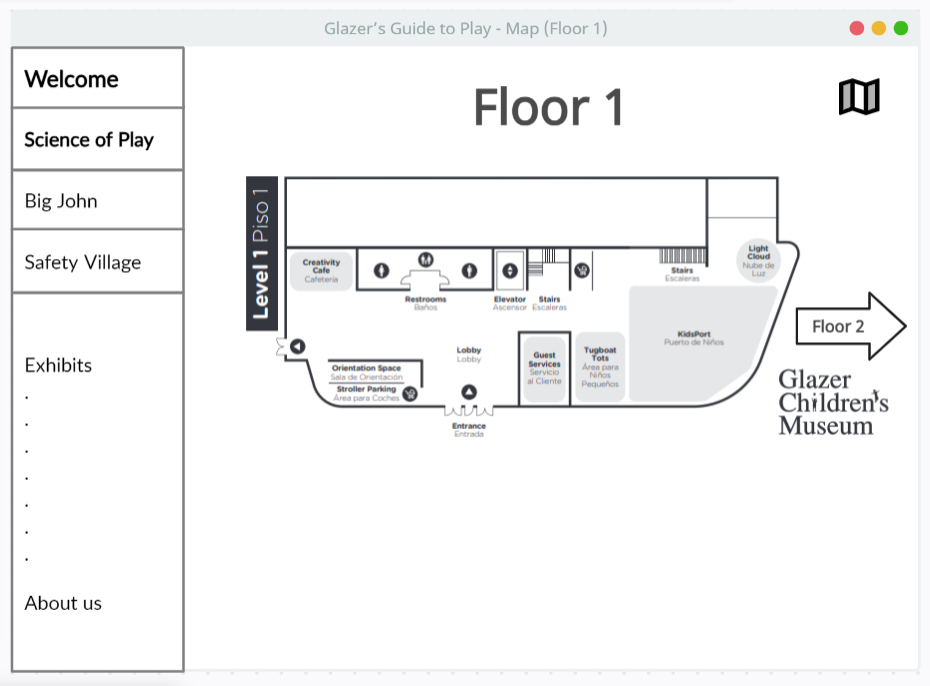 Glazer's Guide to Play - Map (Floor 1)
Welcome
Science of Play
Big John
Safety Village
Exhibits
.
.
.
.
.
.
.
About us
Floor 1
Level 1 Piso 1
Creativity
Cafe
Cafetería
Restrooms
Baños
Elevator
Ascensor
Stairs
Escaleras
Stairs
Escaleras
Light
Cloud
Nube de
Luz
KidsPort
Puerto de Niños
Floor 2
Lobby
Lobby
Guest
Services
Servicio
al Cliente
Tugboat
Tots
Área para
Niños
Pequeños
Orientation Space
Sala de Orientación
Stroller Parking
Área para Coches
Entrance
Entrada
Glazer
Children's
Museum